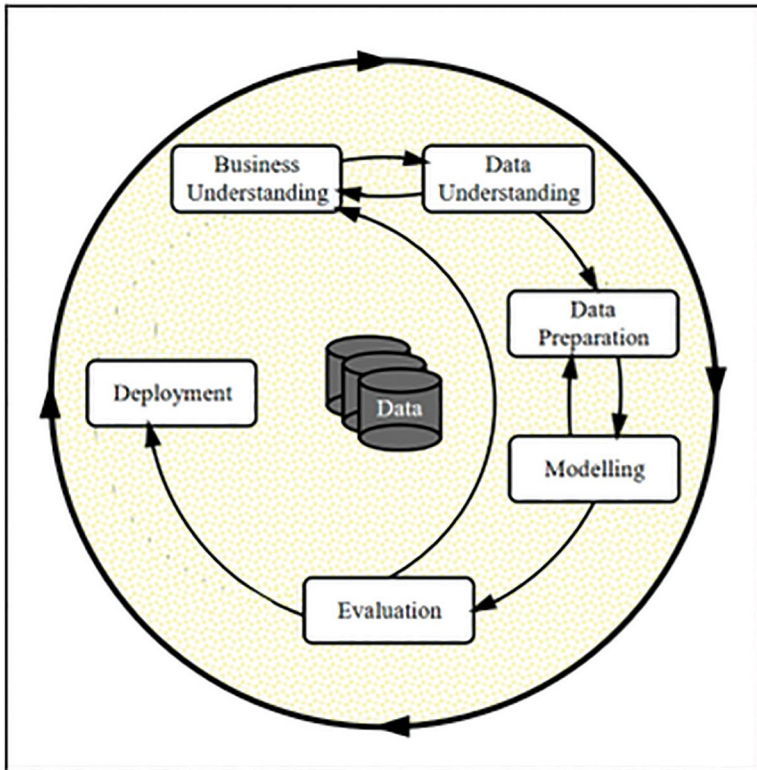 Business
Understanding
Data
Understanding
Data
Preparation
Deployment
Data
Modelling
Evaluation